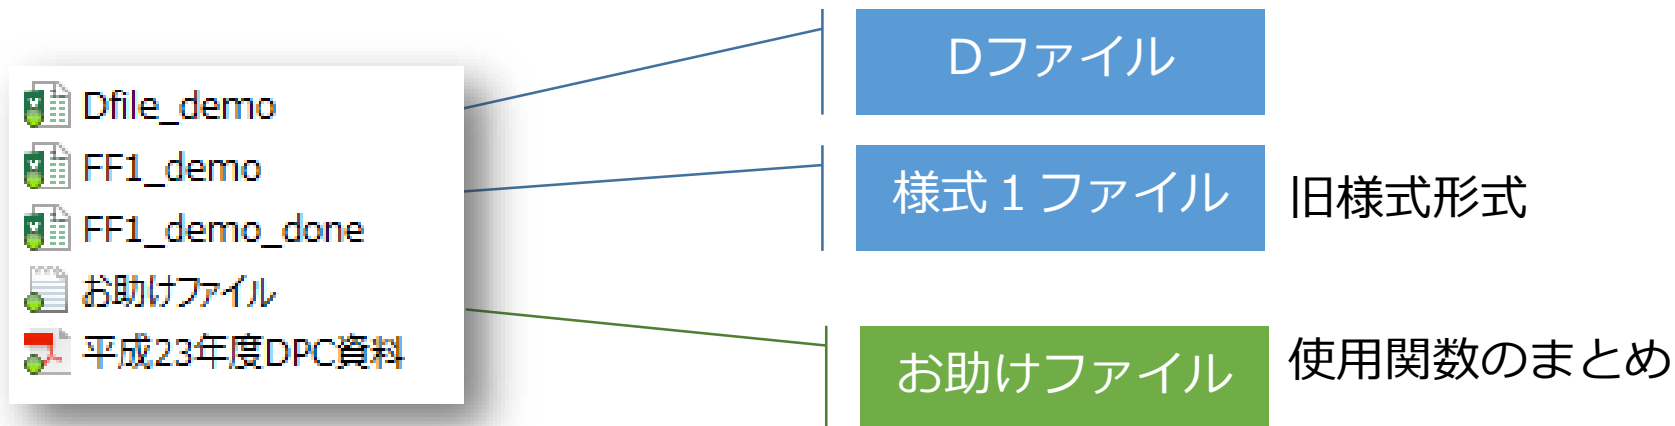 Dfile_demo
FF1_demo
FF1_demo_done
お助けファイル
平成23年度DPC資料
Dファイル
様式１ファイル
旧様式形式
お助けファイル
使用関数のまとめ